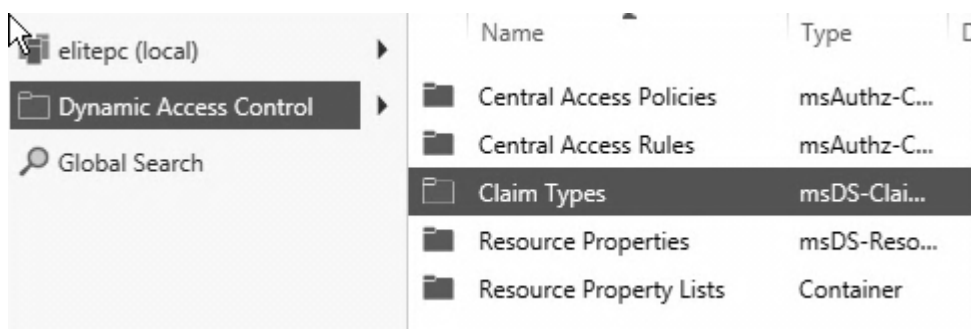 elitepc (local)
Dynamic Access Control
Global Search
Name Type D
Central Access Policies msAuthz-C...
Central Access Rules msAuthz-C...
Claim Types msDS-Clai...
Resource Properties msDS-Reso...
Resource Property Lists Container